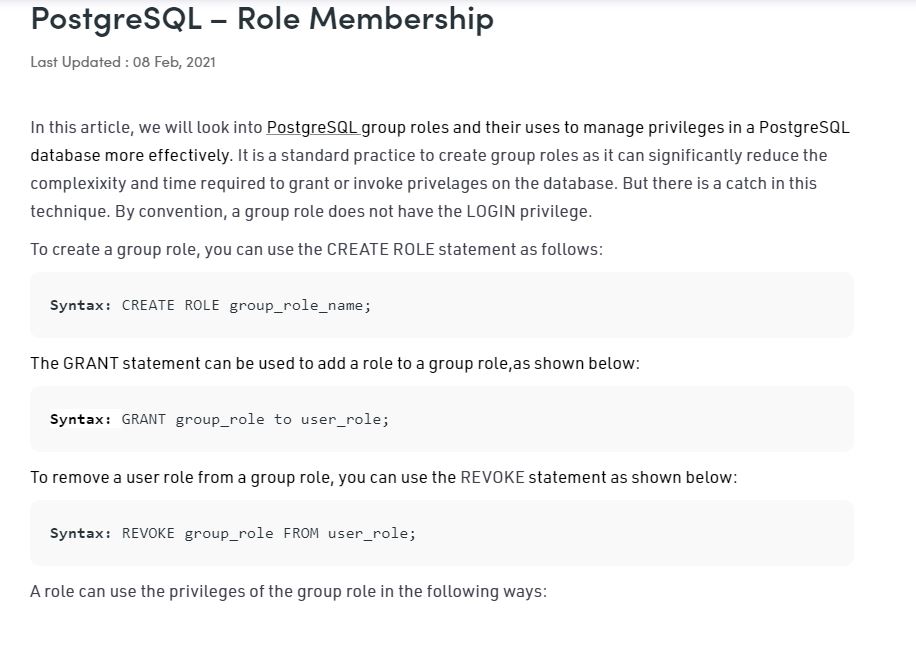 PostgreSQL – Role Membership
Last Updated : 08 Feb, 2021
In this article, we will look into PostgreSQL group roles and their uses to manage privileges in a PostgreSQL
database more effectively. It is a standard practice to create group roles as it can significantly reduce the
complexixity and time required to grant or invoke privelages on the database. But there is a catch in this
technique. By convention, a group role does not have the LOGIN privilege.
To create a group role, you can use the CREATE ROLE statement as follows:
Syntax: CREATE ROLE group_role_name;
The GRANT statement can be used to add a role to a group role,as shown below:
Syntax: GRANT group_role to user_role;
To remove a user role from a group role, you can use the REVOKE statement as shown below:
Syntax: REVOKE group_role FROM user_role;
A role can use the privileges of the group role in the following ways: